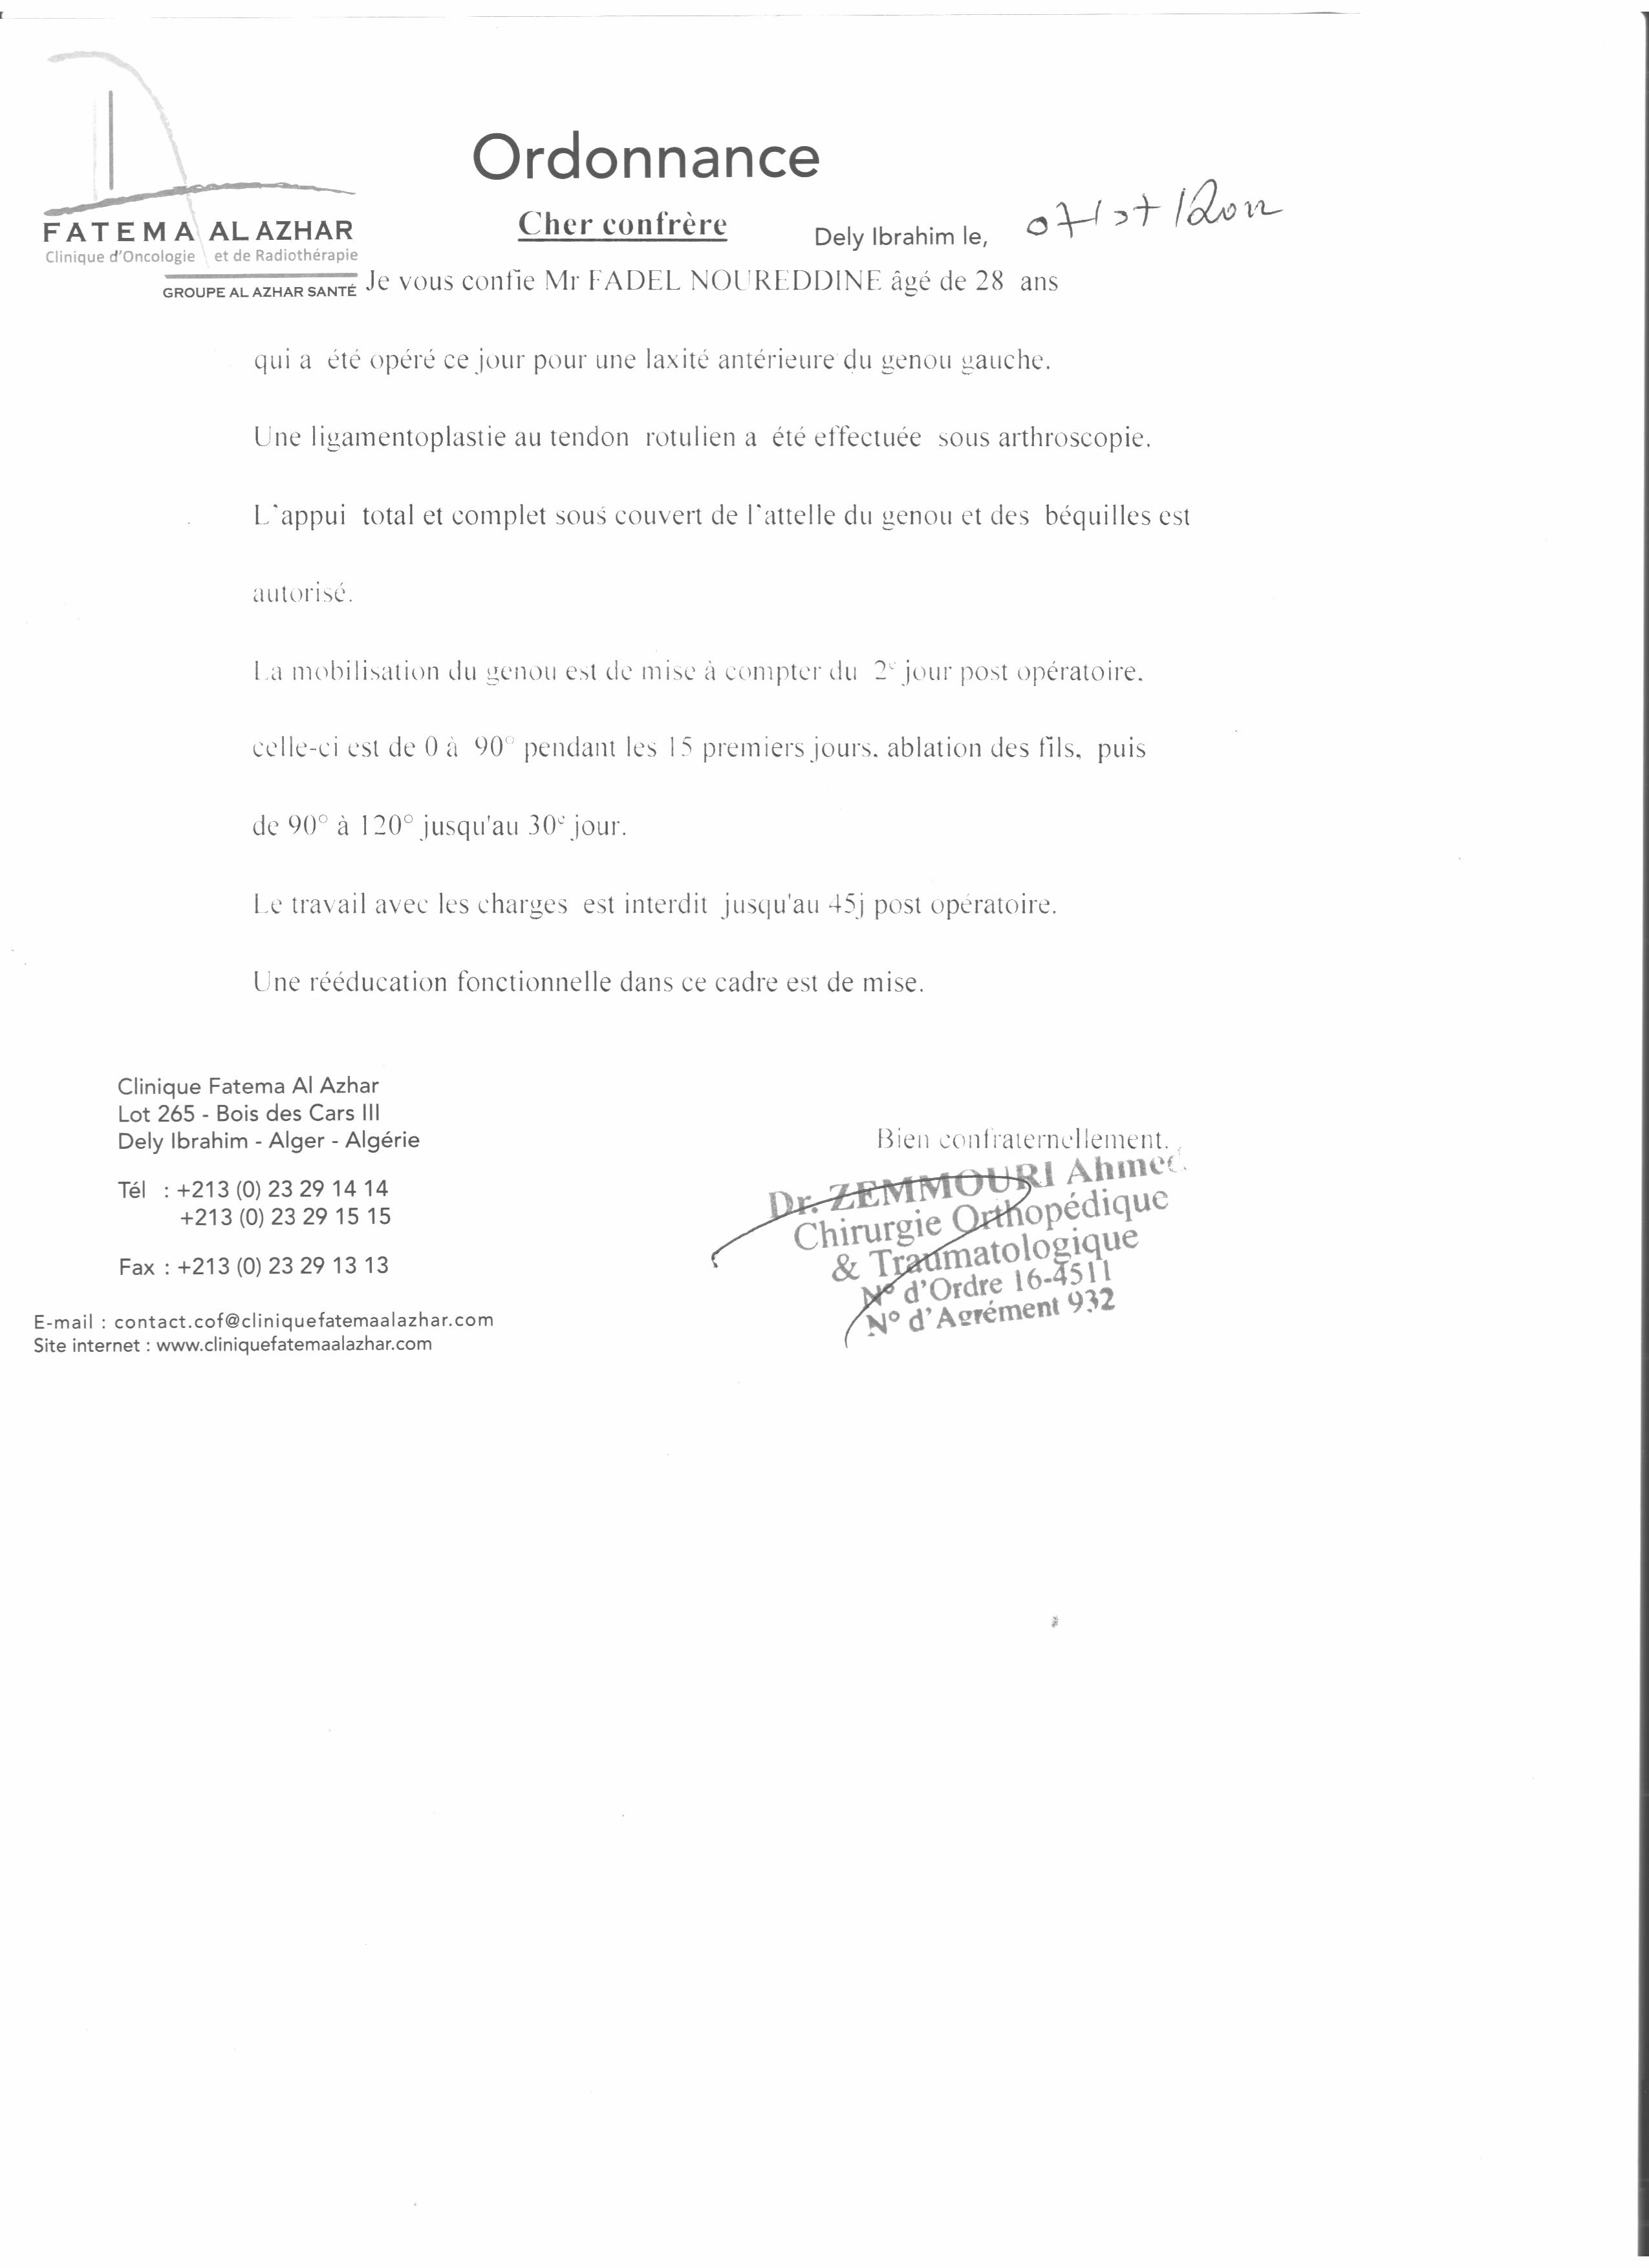 Ordonnance
Cher confrère
Dely Ibrahim le, 07/07/2022
FATEMA AL AZHAR
Clinique d'Oncologie et de Radiothérapie
GROUPE AL AZHAR SANTÉ
Je vous confie Mr FADEL NOUREDDINE âgé de 28 ans
qui a été opéré ce jour pour une laxité antérieure du genou gauche.
Une ligamentoplastie au tendon rotulien a été effectuée sous arthroscopie.
L'appui total et complet sous couvert de l'attelle du genou et des béquilles est
autorisé.
La mobilisation du genou est de mise à compter du 2e jour post opératoire.
celle-ci est de 0 à 90° pendant les 15 premiers jours. ablation des fils, puis
de 90° à 120° jusqu'au 30e jour.
Le travail avec les charges est interdit jusqu'au 45j post opératoire.
Une rééducation fonctionnelle dans ce cadre est de mise.
Clinique Fatema Al Azhar
Lot 265 - Bois des Cars III
Dely Ibrahim - Alger - Algérie
Tél : +213 (0) 23 29 14 14
+213 (0) 23 29 15 15
Fax : +213 (0) 23 29 13 13
E-mail : contact.cof@cliniquefatemaalazhar.com
Site internet : www.cliniquefatemaalazhar.com
Bien confraternellement.
Dr. ZEMMOURI Ahmed
Chirurgie Orthopédique
& Traumatologique
N° d'Ordre 16-4511
N° d'Agrément 932